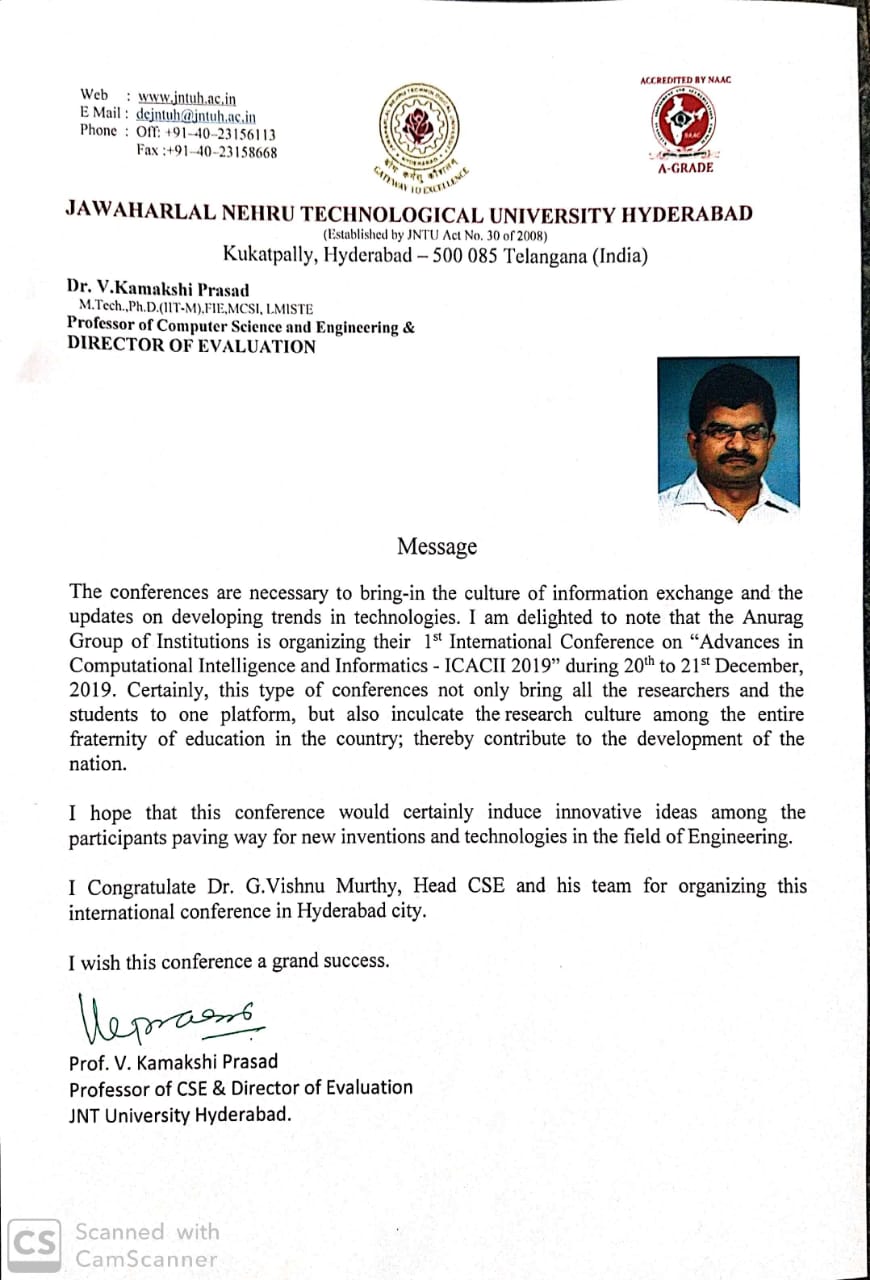 Web : www.jntuh.ac.in
E Mail : dejntuh@jntuh.ac.in
Phone : Off: +91–40–23156113
Fax :+91–40–23158668
JAWAHARLAL NEHRU TECHNOLOGICAL UNIVERSITY HYDERABAD
GATEWAY TO EXCELLENCE
ACCREDITED BY NAAC
A-GRADE
JAWAHARLAL NEHRU TECHNOLOGICAL UNIVERSITY HYDERABAD
(Established by JNTU Act No. 30 of 2008)
Kukatpally, Hyderabad – 500 085 Telangana (India)
Dr. V.Kamakshi Prasad
M.Tech.,Ph.D.(IIT-M),FIE,MCSI, LMISTE
Professor of Computer Science and Engineering &
DIRECTOR OF EVALUATION
Message
The conferences are necessary to bring-in the culture of information exchange and the
updates on developing trends in technologies. I am delighted to note that the Anurag
Group of Institutions is organizing their 1st International Conference on “Advances in
Computational Intelligence and Informatics - ICACII 2019” during 20th to 21st December,
2019. Certainly, this type of conferences not only bring all the researchers and the
students to one platform, but also inculcate the research culture among the entire
fraternity of education in the country; thereby contribute to the development of the
nation.
I hope that this conference would certainly induce innovative ideas among the
participants paving way for new inventions and technologies in the field of Engineering.
I Congratulate Dr. G.Vishnu Murthy, Head CSE and his team for organizing this
international conference in Hyderabad city.
I wish this conference a grand success.
Prof. V. Kamakshi Prasad
Professor of CSE & Director of Evaluation
JNT University Hyderabad.
CS Scanned with
CamScanner